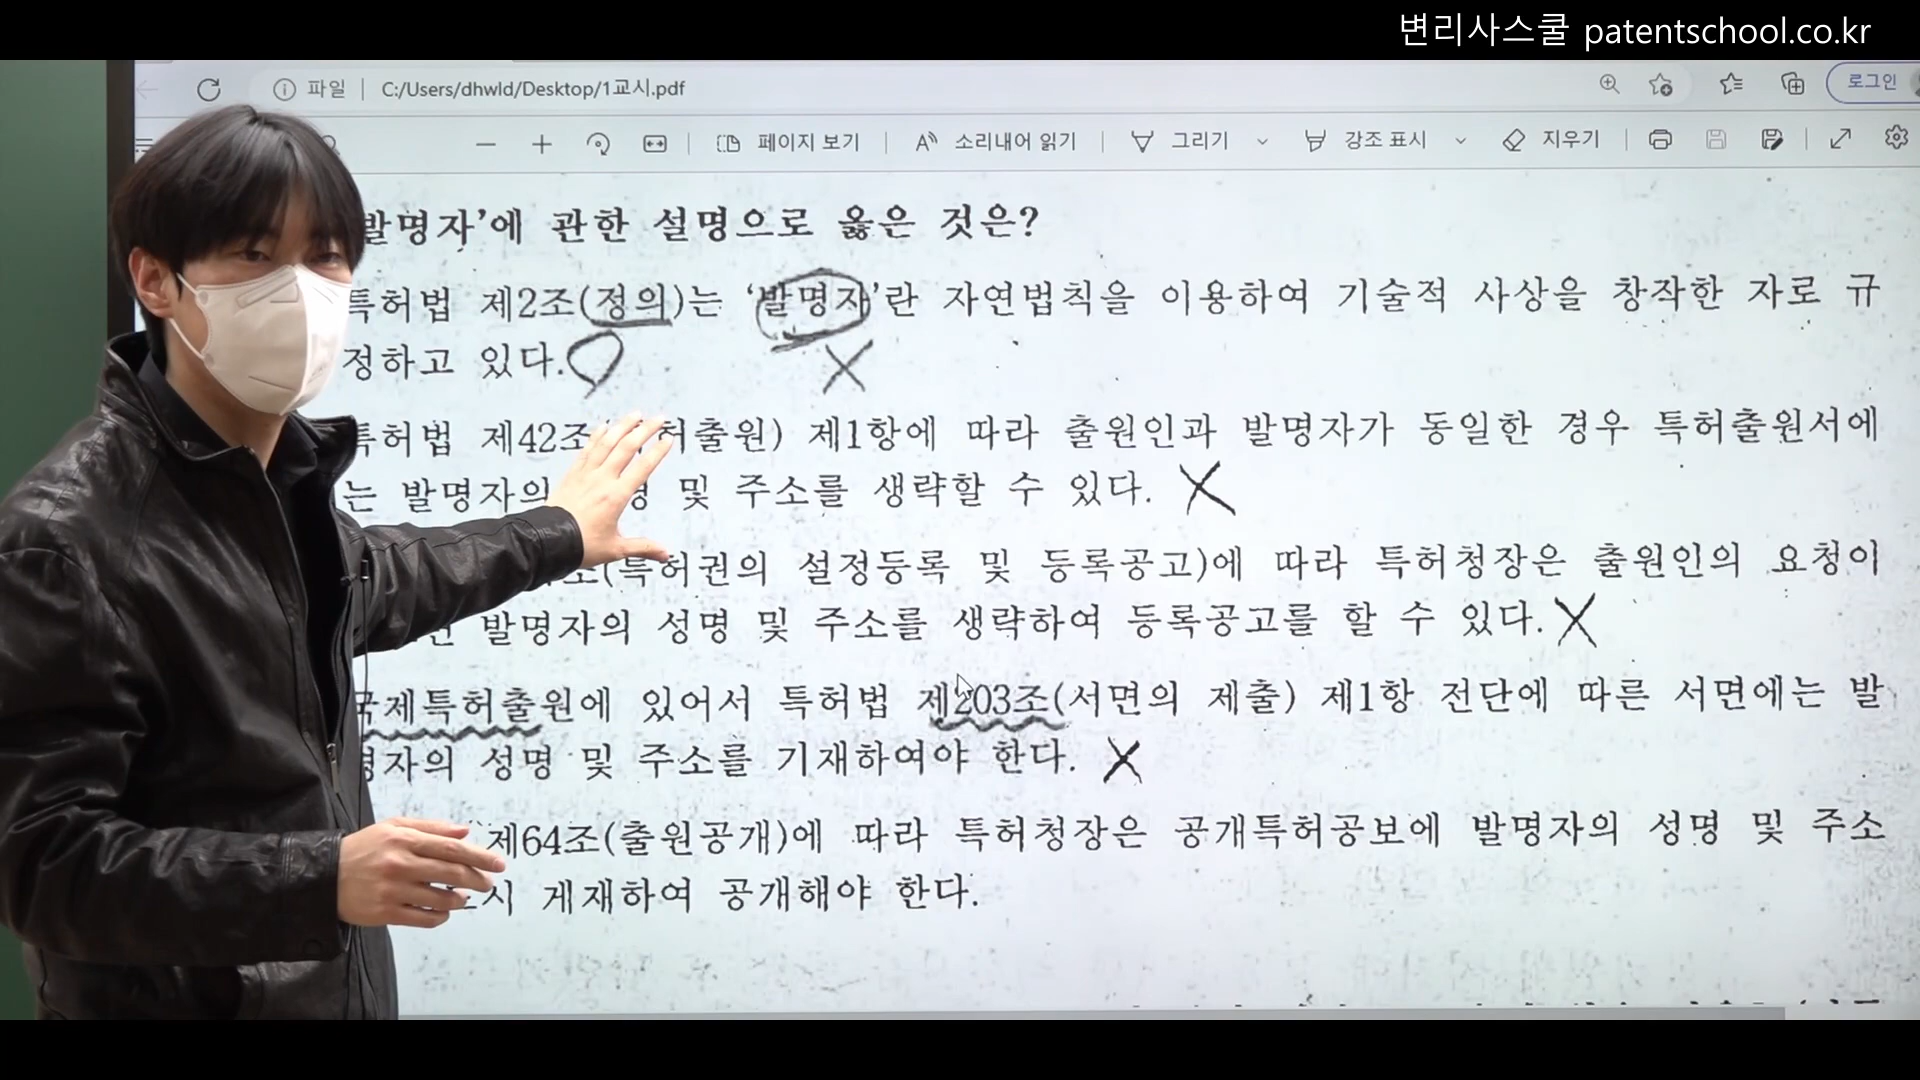 변리사스쿨 patentschool.co.kr
파일 C:/Users/dhwld/Desktop/1교시.pdf 로그인
페이지 보기 소리내어 읽기 그리기 강조 표시 지우기
발명자’에 관한 설명으로 옳은 것은?
특허법 제2조(정의)는 ‘발명자’란 자연법칙을 이용하여 기술적 사상을 창작한 자로 규
정하고 있다.
특허법 제42조(특허출원) 제1항에 따라 출원인과 발명자가 동일한 경우 특허출원서에
는 발명자의 및 주소를 생략할 수 있다.
(특허권의 설정등록 및 등록공고)에 따라 특허청장은 출원인의 요청이
발명자의 성명 및 주소를 생략하여 등록공고를 할 수 있다.
국제특허출원에 있어서 특허법 제203조(서면의 제출) 제1항 전단에 따른 서면에는 발
명자의 성명 및 주소를 기재하여야 한다.
제64조(출원공개)에 따라 특허청장은 공개특허공보에 발명자의 성명 및 주소
게재하여 공개해야 한다.